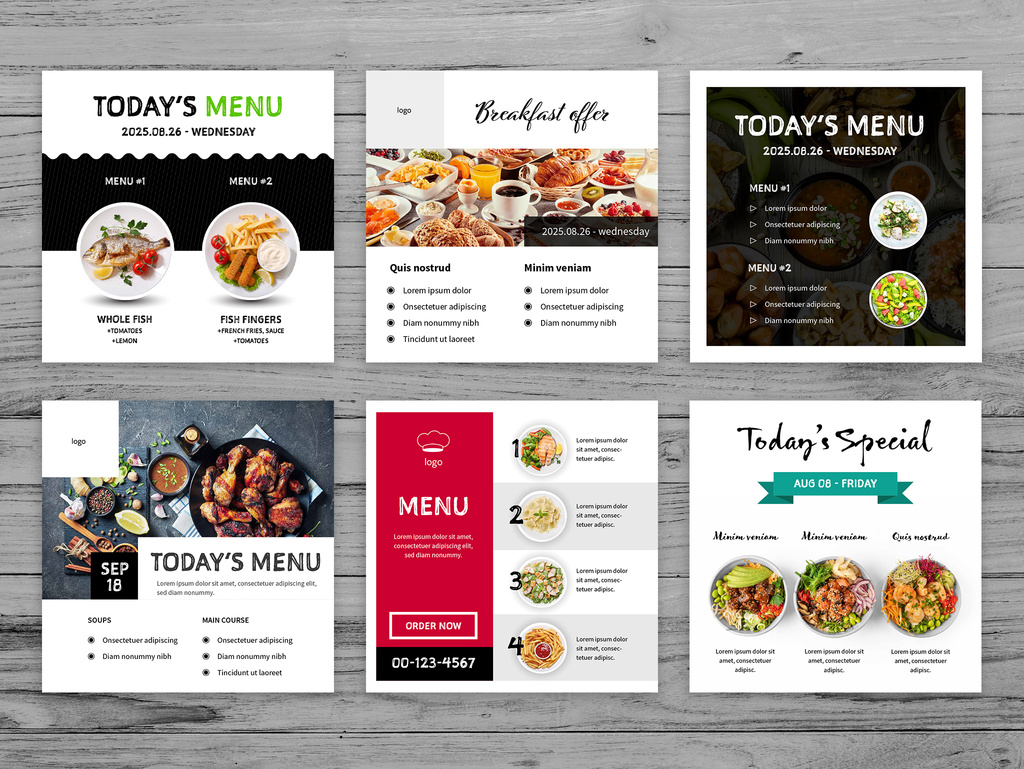 TODAY'S MENU
2025.08.26 - WEDNESDAY
MENU #1
MENU #2
WHOLE FISH
+TOMATOES
+LEMON
FISH FINGERS
+FRENCH FRIES, SAUCE
+TOMATOES
logo
Breakfast offer
2025.08.26 - wednesday
Quis nostrud
Lorem ipsum dolor
Onsectetuer adipiscing
Diam nonummy nibh
Tincidunt ut laoreet
Minim veniam
Lorem ipsum dolor
Onsectetuer adipiscing
Diam nonummy nibh
TODAY'S MENU
2025.08.26 - WEDNESDAY
MENU #1
Lorem ipsum dolor
Onsectetuer adipiscing
Diam nonummy nibh
MENU #2
Lorem ipsum dolor
Onsectetuer adipiscing
Diam nonummy nibh
logo
SEP
18
TODAY'S MENU
Lorem ipsum dolor sit amet, consectetuer adipiscing elit,
sed diam nonummy.
SOUPS
Onsectetuer adipiscing
Diam nonummy nibh
MAIN COURSE
Onsectetuer adipiscing
Diam nonummy nibh
Tincidunt ut laoreet
logo
MENU
Lorem ipsum dolor sit amet,
consectetuer adipiscing elit,
sed diam nonummy.
ORDER NOW
00-123-4567
1
Lorem ipsum dolor
sit amet, consec-
tetuer adipisc.
2
Lorem ipsum dolor
sit amet, consec-
tetuer adipisc.
3
Lorem ipsum dolor
sit amet, consec-
tetuer adipisc.
4
Lorem ipsum dolor
sit amet, consec-
tetuer adipisc.
Today's Special
AUG 08 - FRIDAY
Minim veniam
Minim veniam
Quis nostrud
Lorem ipsum dolor sit
amet, consectetuer
adipisc.
Lorem ipsum dolor sit
amet, consectetuer
adipisc.
Lorem ipsum dolor sit
amet, consectetuer
adipisc.